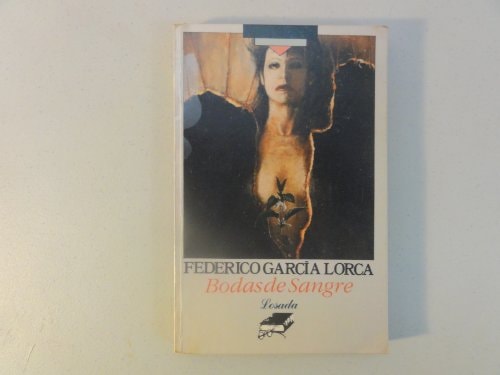 FEDERICO GARCÍA LORCA
Bodas de Sangre
Losada